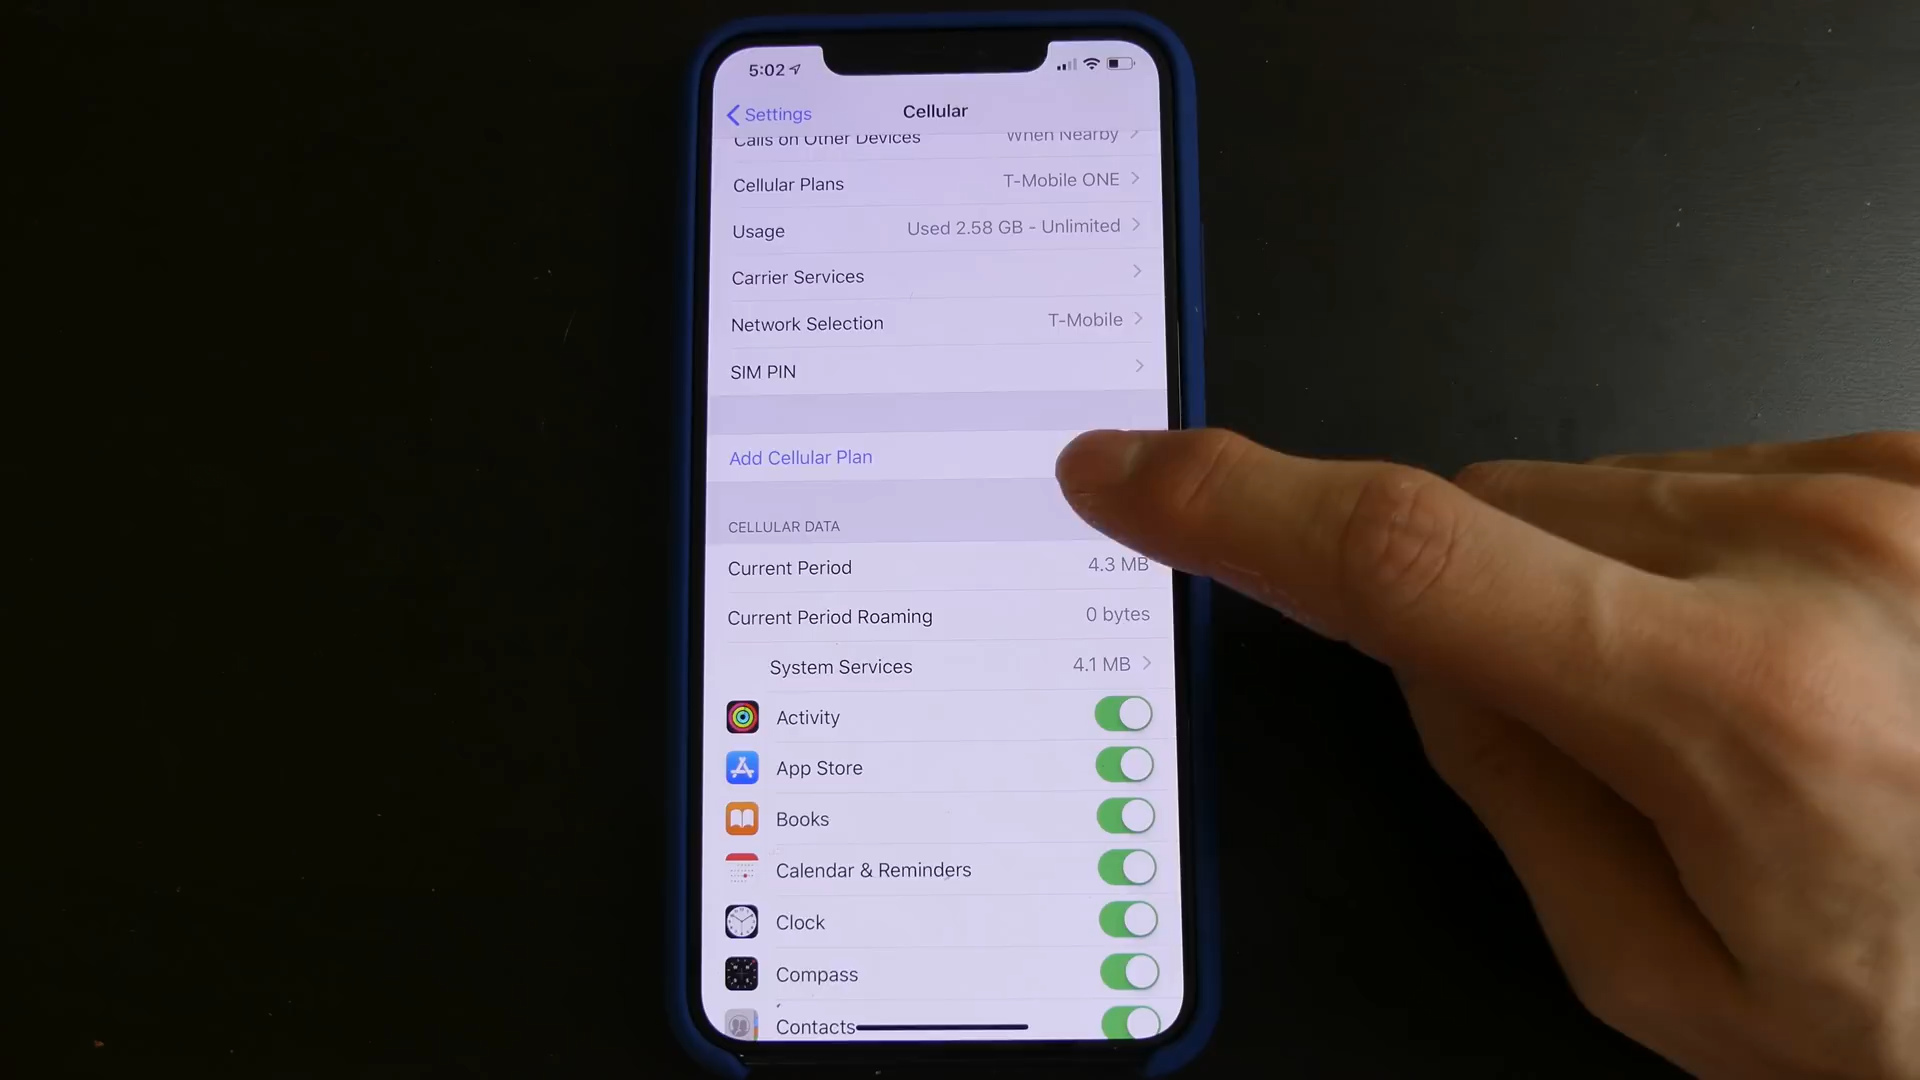 5:02
Settings
Cellular
Calls on Other Devices When Nearby
Cellular Plans T-Mobile ONE
Usage Used 2.58 GB - Unlimited
Carrier Services
Network Selection T-Mobile
SIM PIN
Add Cellular Plan
CELLULAR DATA
Current Period 4.3 MB
Current Period Roaming 0 bytes
System Services 4.1 MB
Activity
App Store
Books
Calendar & Reminders
Clock
Compass
Contacts